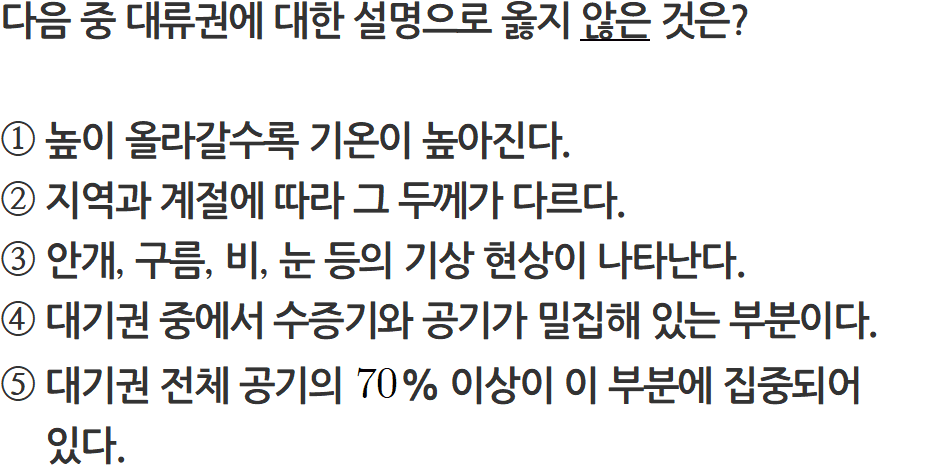 다음 중 대류권에 대한 설명으로 옳지 않은 것은?
① 높이 올라갈수록 기온이 높아진다.
② 지역과 계절에 따라 그 두께가 다르다.
③ 안개, 구름, 비, 눈 등의 기상 현상이 나타난다.
④ 대기권 중에서 수증기와 공기가 밀집해 있는 부분이다.
⑤ 대기권 전체 공기의 70% 이상이 이 부분에 집중되어
있다.